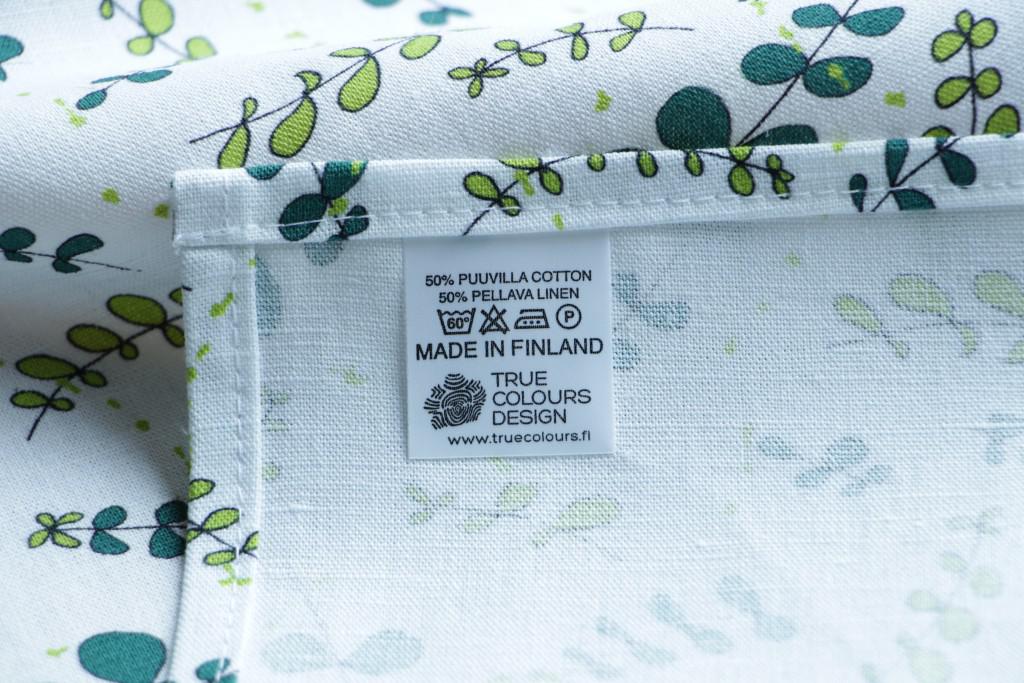 50% PUUVILLA COTTON
50% PELLAVA LINEN
60° P
MADE IN FINLAND
TRUE
COLOURS
DESIGN
www.truecolours.fi